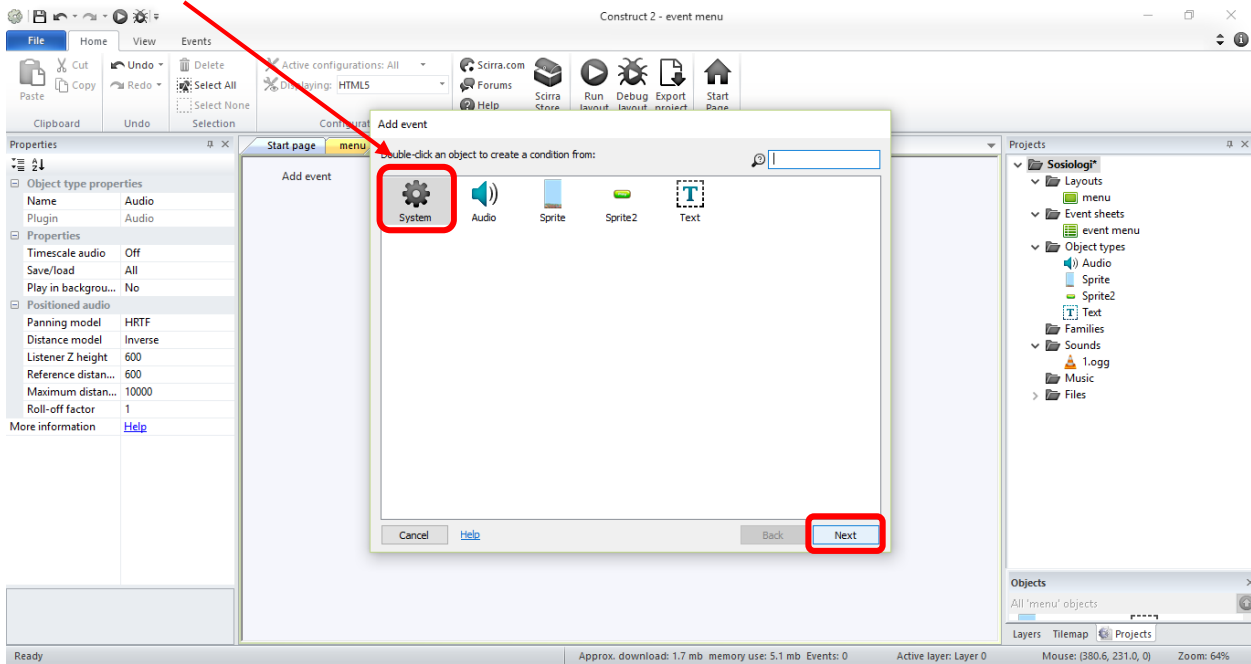 Construct 2 - event menu
File Home View Events
Paste
Cut
Copy
Clipboard
Undo
Redo
Undo
Delete
Select All
Select None
Selection
Active configurations: All
Displaying: HTML5
Scirra.com
Forums
Help
Scirra Store
Run layout
Debug layout
Export project
Start Page
Properties
Object type properties
Name Audio
Plugin Audio
Properties
Timescale audio Off
Save/load All
Play in backgrou... No
Positioned audio
Panning model HRTF
Distance model Inverse
Listener Z height 600
Reference distan... 600
Maximum distan... 10000
Roll-off factor 1
More information Help
Start page menu
Add event
Add event
Double-click an object to create a condition from:
System Audio Sprite Sprite2 Text
Cancel Help Back Next
Projects
Sosiologi*
Layouts
menu
Event sheets
event menu
Object types
Audio
Sprite
Sprite2
Text
Families
Sounds
1.ogg
Music
Files
Objects
All 'menu' objects
Layers Tilemap Projects
Ready Approx. download: 1.7 mb memory use: 5.1 mb Events: 0 Active layer: Layer 0 Mouse: (380.6, 231.0, 0) Zoom: 64%